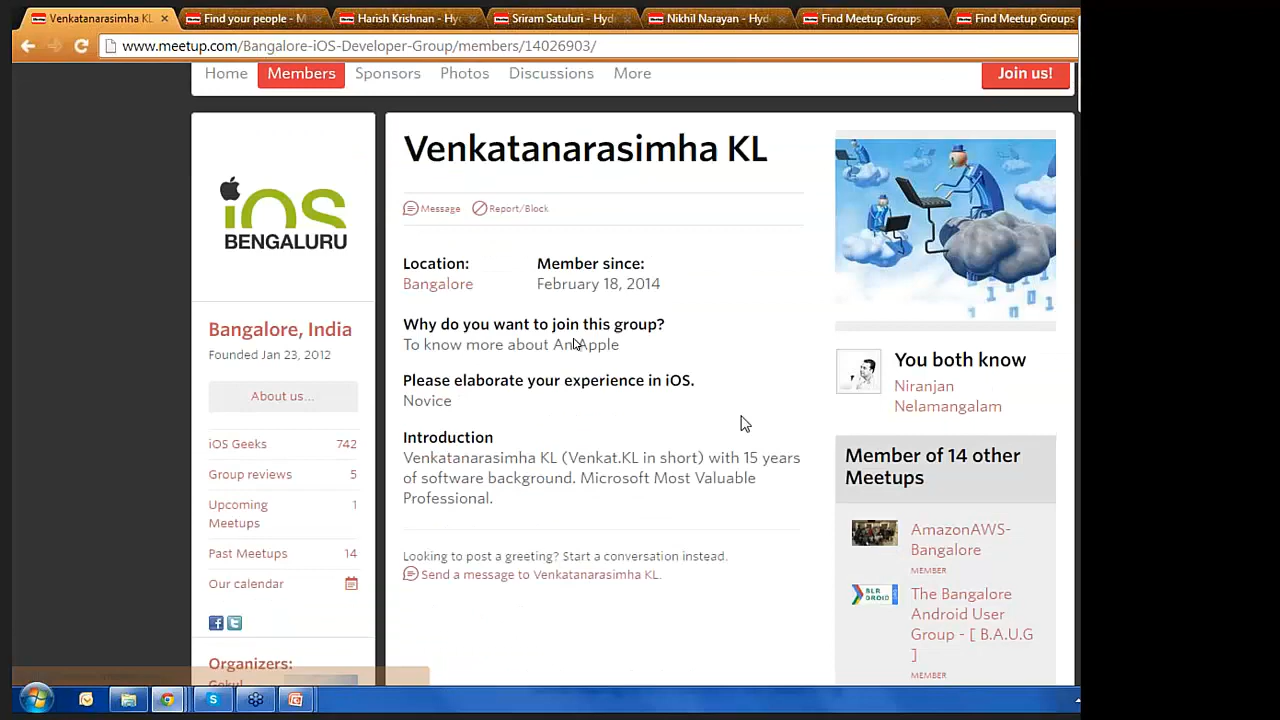 Venkatanarasimha KL
Find your people - M
Harish Krishnan - Hyd
Sriram Satuluri - Hyd
Nikhil Narayan - Hyd
Find Meetup Groups
Find Meetup Groups
www.meetup.com/Bangalore-iOS-Developer-Group/members/14026903/
Home Members Sponsors Photos Discussions More
Join us!
iOS
BENGALURU
Bangalore, India
Founded Jan 23, 2012
About us...
iOS Geeks 742
Group reviews 5
Upcoming
Meetups 1
Past Meetups 14
Our calendar
Organizers:
Venkatanarasimha KL
Message Report/Block
Location: Member since:
Bangalore February 18, 2014
Why do you want to join this group?
To know more about An Apple
Please elaborate your experience in iOS.
Novice
Introduction
Venkatanarasimha KL (Venkat.KL in short) with 15 years
of software background. Microsoft Most Valuable
Professional.
Looking to post a greeting? Start a conversation instead.
Send a message to Venkatanarasimha KL.
You both know
Niranjan
Nelamangalam
Member of 14 other
Meetups
AmazonAWS-
Bangalore
MEMBER
BLR
DROID
The Bangalore
Android User
Group - [ B.A.U.G
]
MEMBER